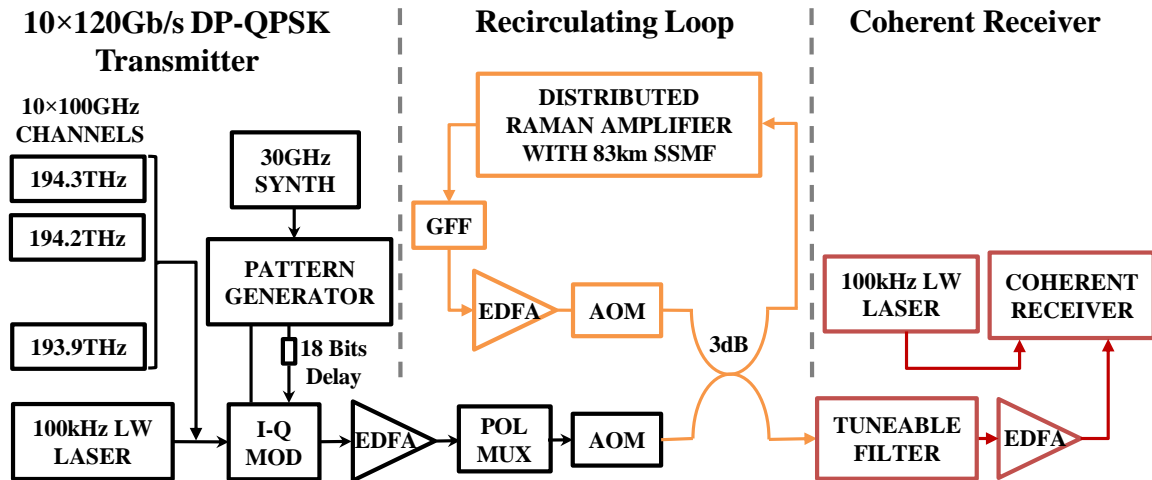 10×120Gb/s DP-QPSK
Transmitter
10×100GHz
CHANNELS
194.3THz
194.2THz
193.9THz
100kHz LW
LASER
30GHz
SYNTH
PATTERN
GENERATOR
18 Bits
Delay
I-Q
MOD
EDFA
POL
MUX
AOM
Recirculating Loop
DISTRIBUTED
RAMAN AMPLIFIER
WITH 83km SSMF
GFF
EDFA
AOM
3dB
Coherent Receiver
100kHz LW
LASER
COHERENT
RECEIVER
TUNEABLE
FILTER
EDFA